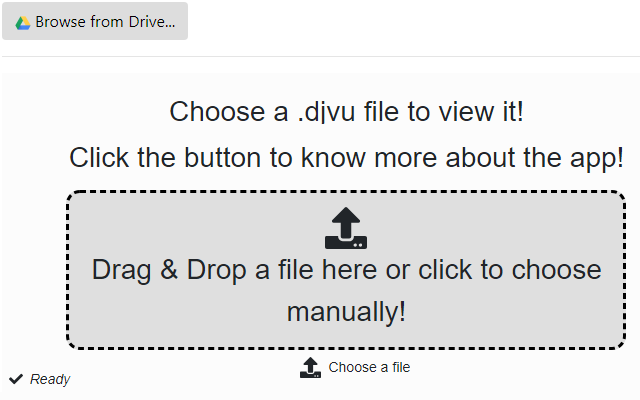 Browse from Drive...
Choose a .djvu file to view it!
Click the button to know more about the app!
Drag & Drop a file here or click to choose
manually!
Choose a file
Ready